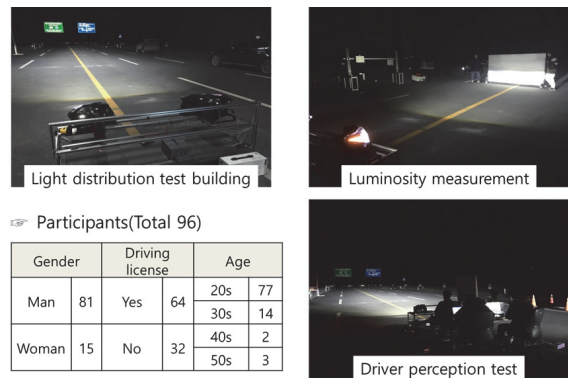 Light distribution test building
Luminosity measurement
☞ Participants(Total 96)
Gender Driving license Age
Man 81 Yes 64 20s 77
30s 14
Woman 15 No 32 40s 2
50s 3
Driver perception test